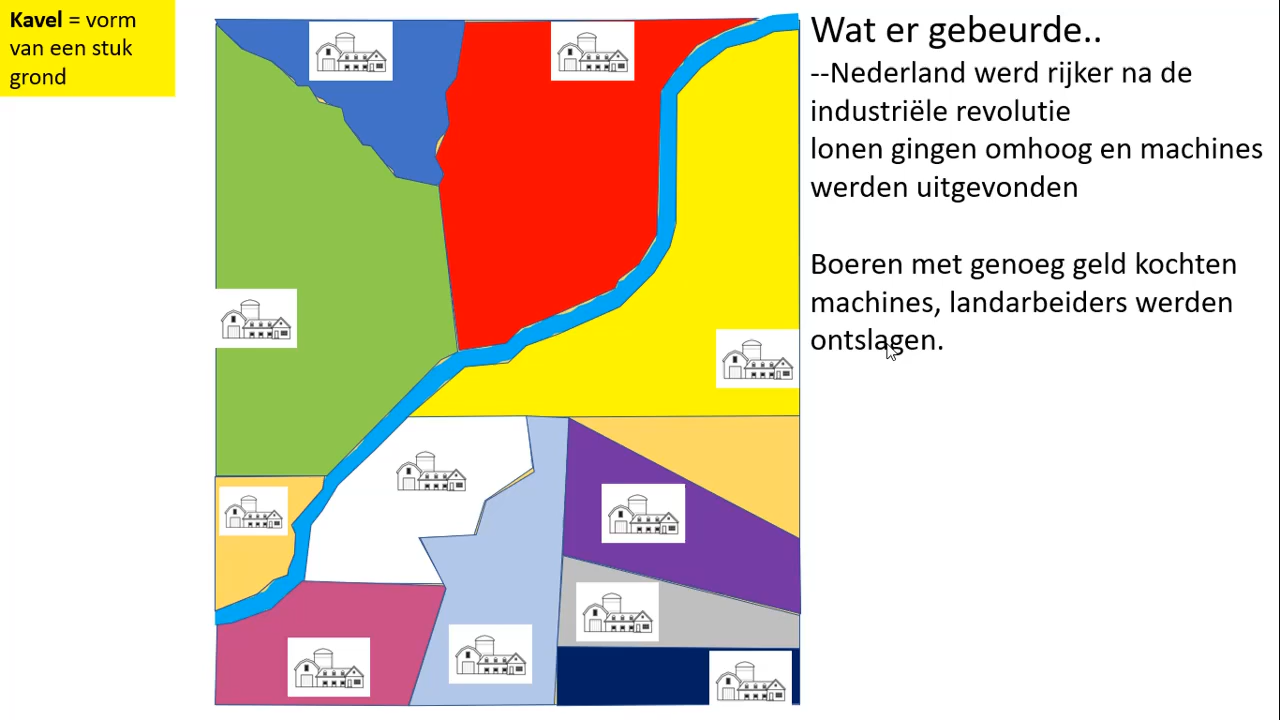 Kavel = vorm
van een stuk
grond
Wat er gebeurde..
--Nederland werd rijker na de
industriële revolutie
lonen gingen omhoog en machines
werden uitgevonden
Boeren met genoeg geld kochten
machines, landarbeiders werden
ontslagen.